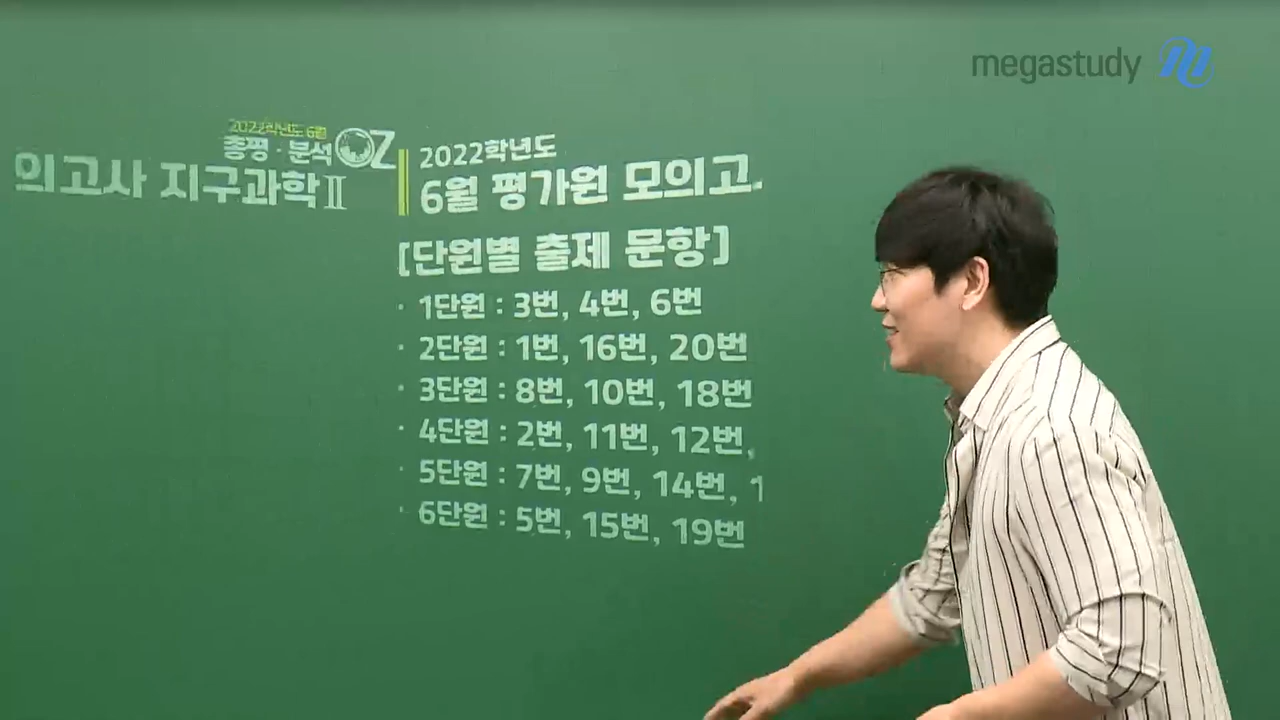 megastudy
2022학년도 6월
총평·분석 OZ
의고사 지구과학Ⅱ
2022학년도
6월 평가원 모의고
[단원별 출제 문항]
· 1단원 : 3번, 4번, 6번
· 2단원 : 1번, 16번, 20번
· 3단원 : 8번, 10번, 18번
· 4단원 : 2번, 11번, 12번,
· 5단원 : 7번, 9번, 14번, 1
· 6단원 : 5번, 15번, 19번